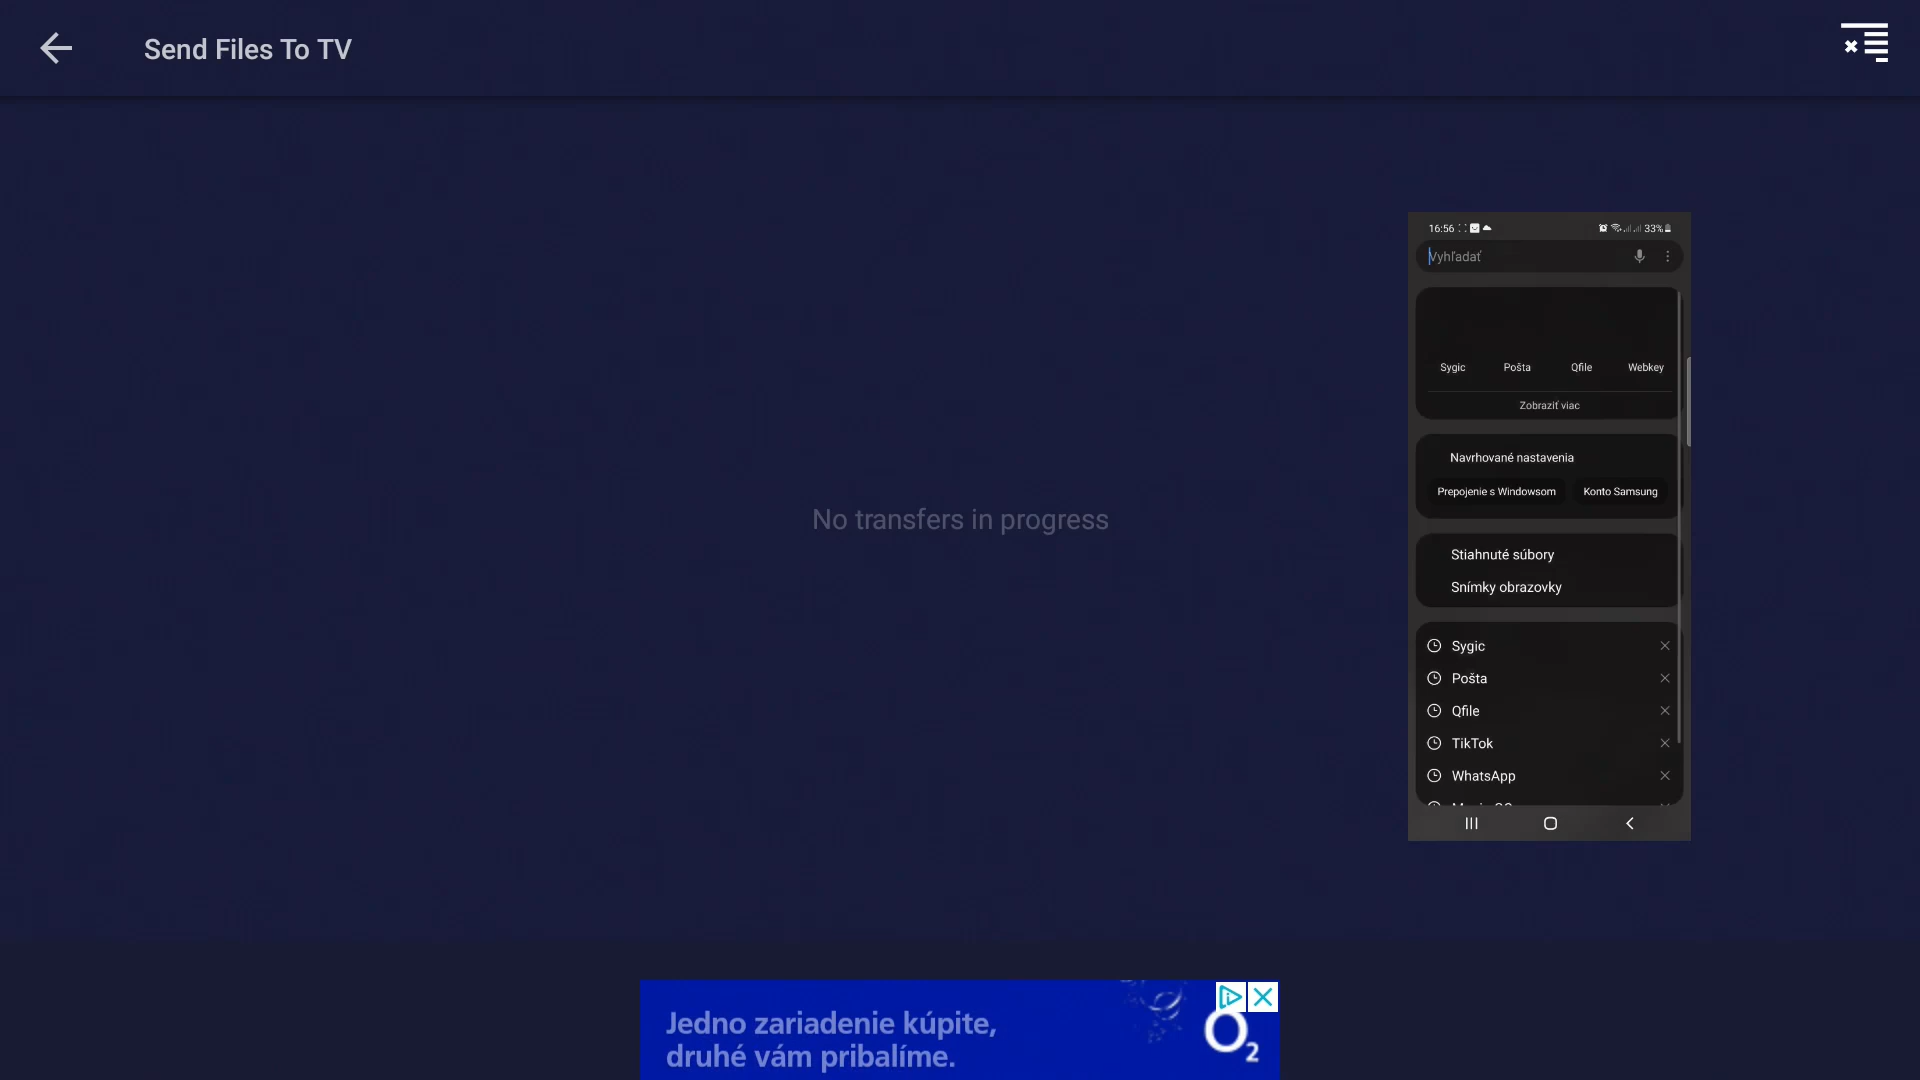 Send Files To TV
No transfers in progress
16:56
33%
Vyhľadať
Sygic Pošta Qfile Webkey
Zobraziť viac
Navrhované nastavenia
Prepojenie s Windowsom Konto Samsung
Stiahnuté súbory
Snímky obrazovky
Sygic
Pošta
Qfile
TikTok
WhatsApp
Jedno zariadenie kúpite,
druhé vám pribalíme.
O2